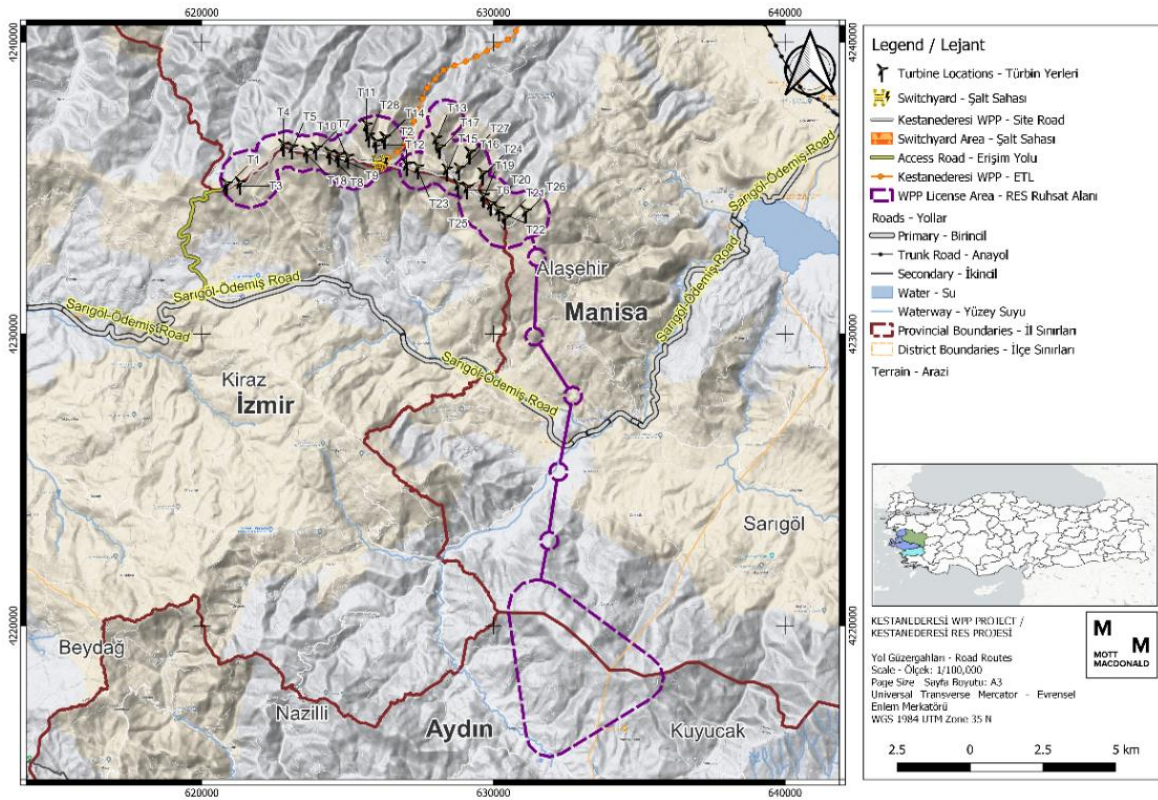 620000
630000
640000
4240000
4240000
4230000
4230000
4220000
4220000
620000
630000
640000
T11
T28
T14
T13
T4
T5
T10
T7
T2
T17
T27
T12
T15
T16
T24
T1
T19
T3
T18
T8
T9
T6
T20
T23
T21
T26
T25
T22
Sarıgöl-Ödemiş Road
Sarıgöl-Ödemiş Road
Sarıgöl-Ödemiş Road
Sarıgöl-Ödemiş Road
Sarıgöl-Ödemiş Road
Alaşehir
Manisa
Kiraz
İzmir
Sarıgöl
Beydağ
Nazilli
Aydın
Kuyucak
Legend / Lejant
Turbine Locations - Türbin Yerleri
Switchyard - Şalt Sahası
Kestanederesi WPP - Site Road
Switchyard Area - Şalt Sahası
Access Road - Erişim Yolu
Kestanederesi WPP - ETL
WPP License Area - RES Ruhsat Alanı
Roads - Yollar
Primary - Birincil
Trunk Road - Anayol
Secondary - İkincil
Water - Su
Waterway - Yüzey Suyu
Provincial Boundaries - İl Sınırları
District Boundaries - İlçe Sınırları
Terrain - Arazi
KESTANEDERESİ WPP PROJECT /
KESTANEDERESİ RES PROJESİ
Yol Güzergahları - Road Routes
Scale - Ölçek: 1/100,000
Page Size Sayfa Boyutu: A3
Universal Transverse Mercator - Evrensel
Enlem Merkatörü
WGS 1984 UTM Zone 35 N
M
M
MOTT
MACDONALD
2.5 0 2.5 5 km